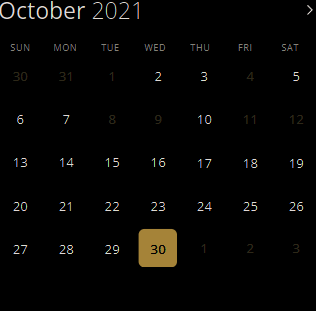 October 2021
SUN MON TUE WED THU FRI SAT
30 31 1 2 3 4 5
6 7 8 9 10 11 12
13 14 15 16 17 18 19
20 21 22 23 24 25 26
27 28 29 30 1 2 3